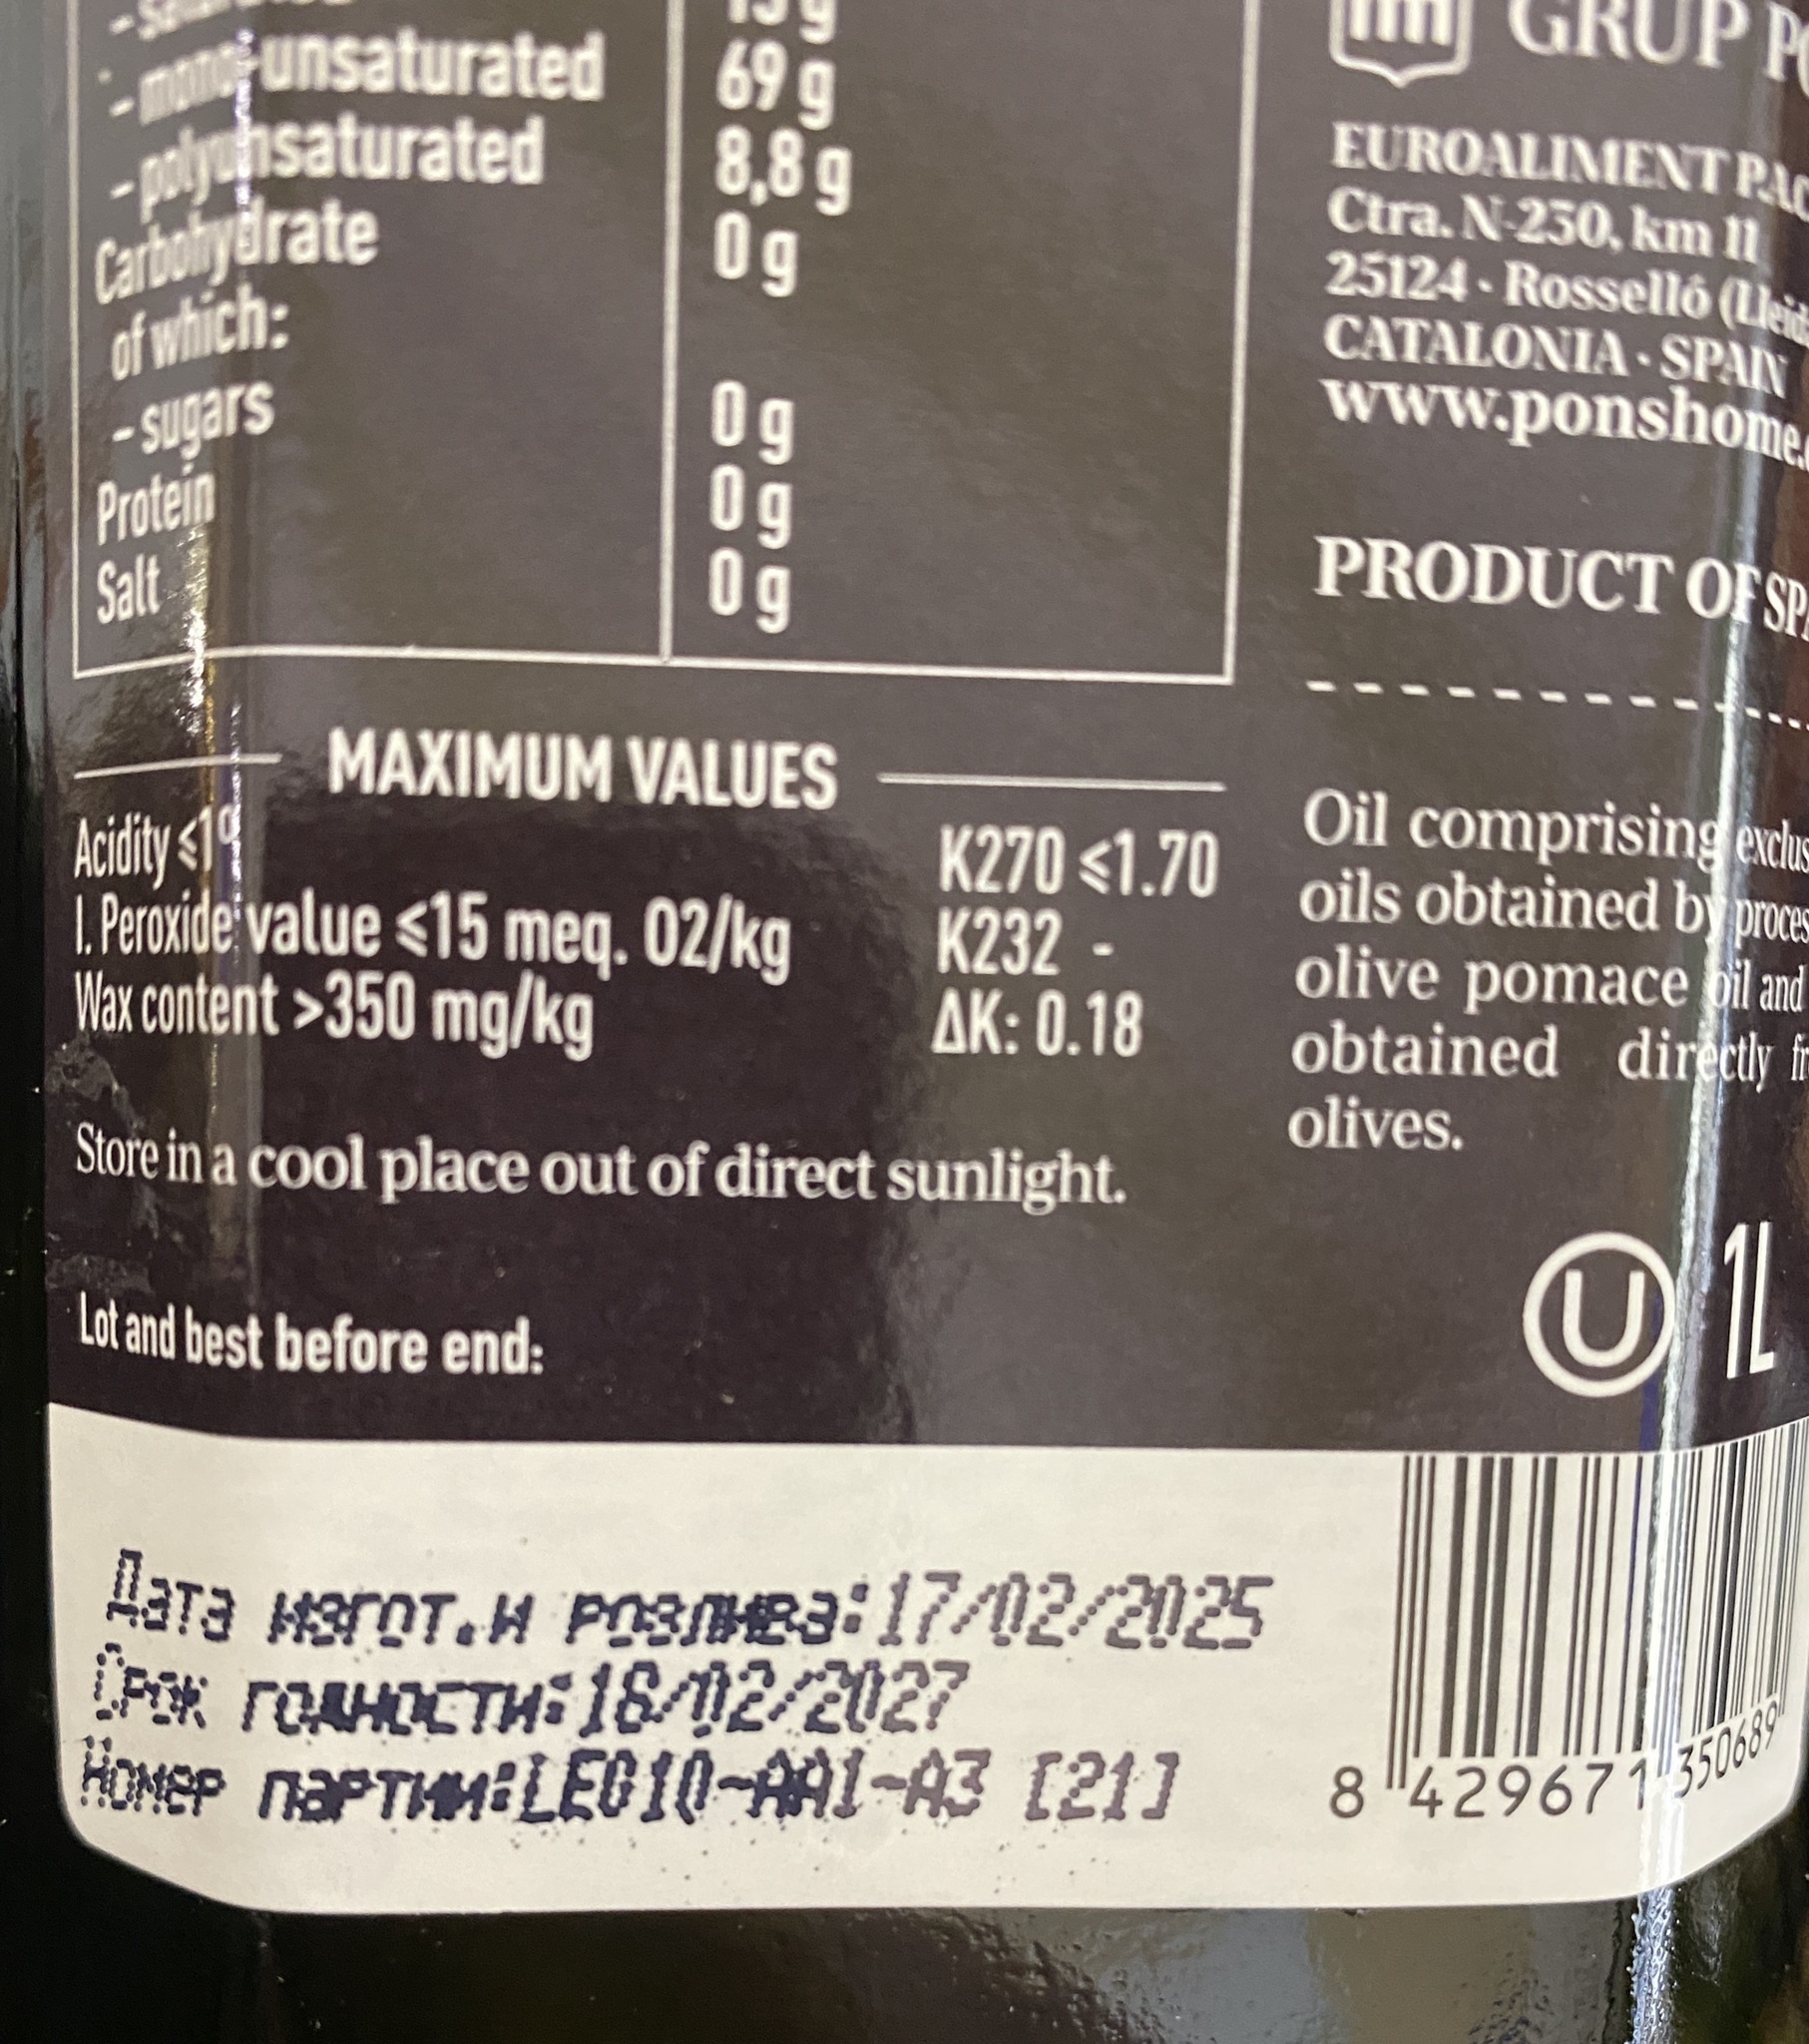 - mono-unsaturated 69 g
- polyunsaturated 8,8 g
Carbohydrate 0 g
of which:
- sugars 0 g
Protein 0 g
Salt 0 g
MAXIMUM VALUES
Acidity ≤1º
I. Peroxide value ≤15 meq. O2/kg
Wax content >350 mg/kg
K270 ≤1.70
K232 -
ΔK: 0.18
Store in a cool place out of direct sunlight.
Lot and best before end:
GRUP
EUROALIMENT
Ctra. N-230, km 11
25124 · Rosselló
CATALONIA · SPAIN
www.ponshome.
PRODUCT OF
Oil comprising
oils obtained by
olive pomace oil and
obtained directly
olives.
U 1L
Дата изгот.и розлива:17/02/2025
Срок годности:16/02/2027
Номер партии:LEG10-AA1-A3 [21]
8 429671 350689